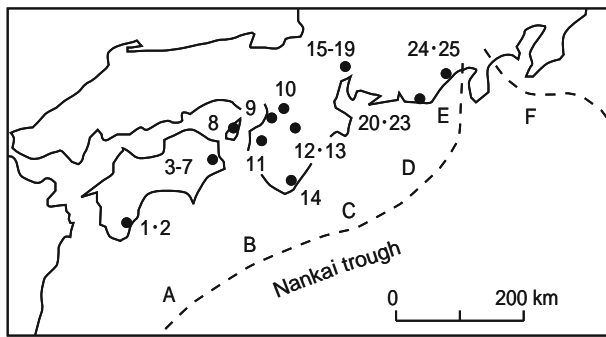 15-19
24・25
10
9
8
3-7
11
12・13
20・23
E
F
14
D
1・2
C
B
A
Nankai trough
0
200 km